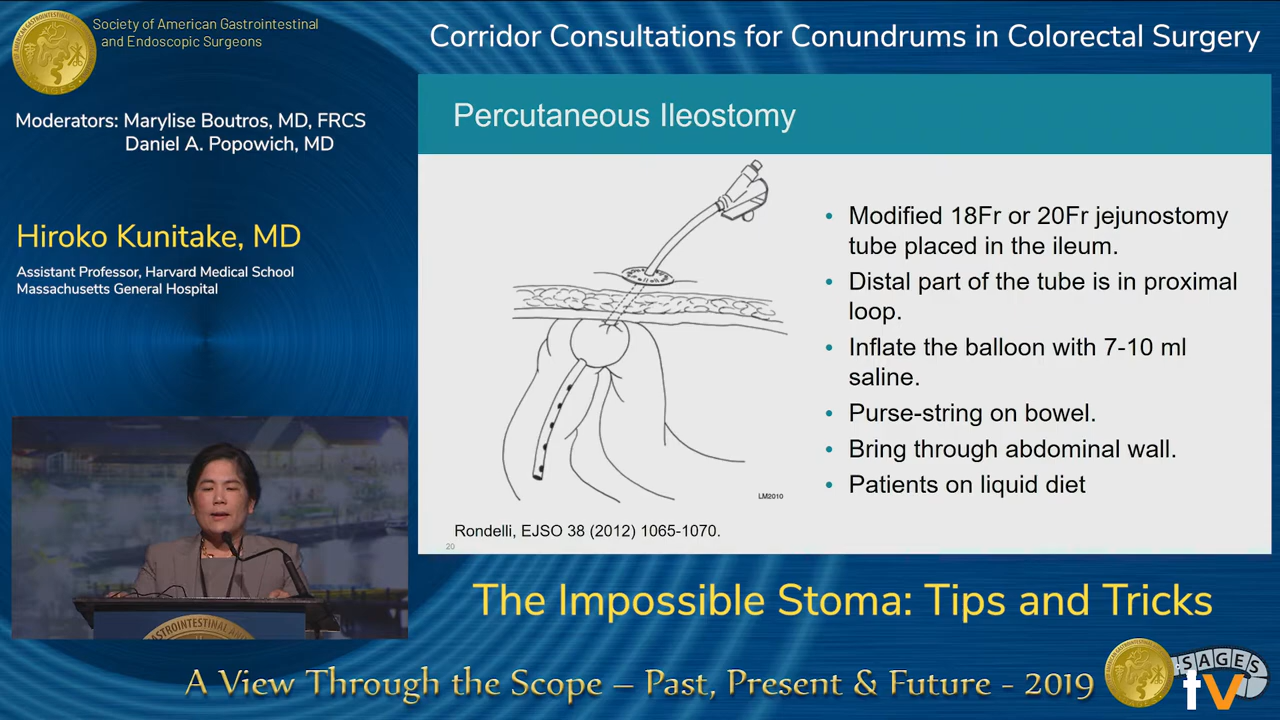 Society of American Gastrointestinal
and Endoscopic Surgeons
Corridor Consultations for Conundrums in Colorectal Surgery
Moderators: Marylise Boutros, MD, FRCS
Daniel A. Popowich, MD
Hiroko Kunitake, MD
Assistant Professor, Harvard Medical School
Massachusetts General Hospital
Percutaneous Ileostomy
• Modified 18Fr or 20Fr jejunostomy
tube placed in the ileum.
• Distal part of the tube is in proximal
loop.
• Inflate the balloon with 7-10 ml
saline.
• Purse-string on bowel.
• Bring through abdominal wall.
• Patients on liquid diet
LM2010
Rondelli, EJSO 38 (2012) 1065-1070.
20
The Impossible Stoma: Tips and Tricks
A View Through the Scope – Past, Present & Future - 2019
SAGES
tv